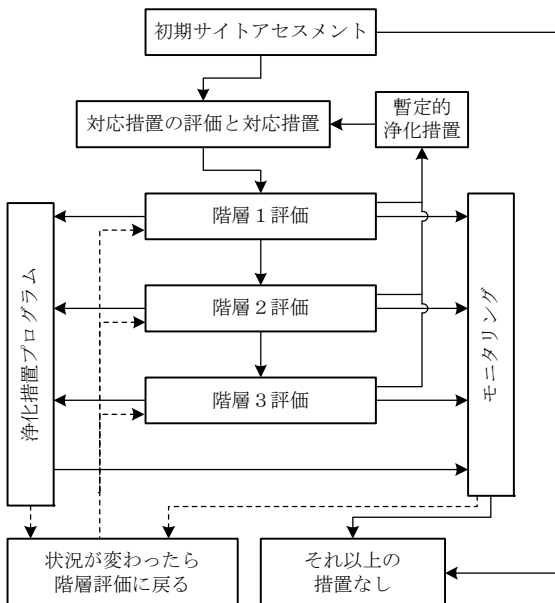 初期サイトアセスメント
対応措置の評価と対応措置
暫定的
浄化措置
階層１評価
階層２評価
階層３評価
浄化措置プログラム
モニタリング
状況が変わったら
階層評価に戻る
それ以上の
措置なし